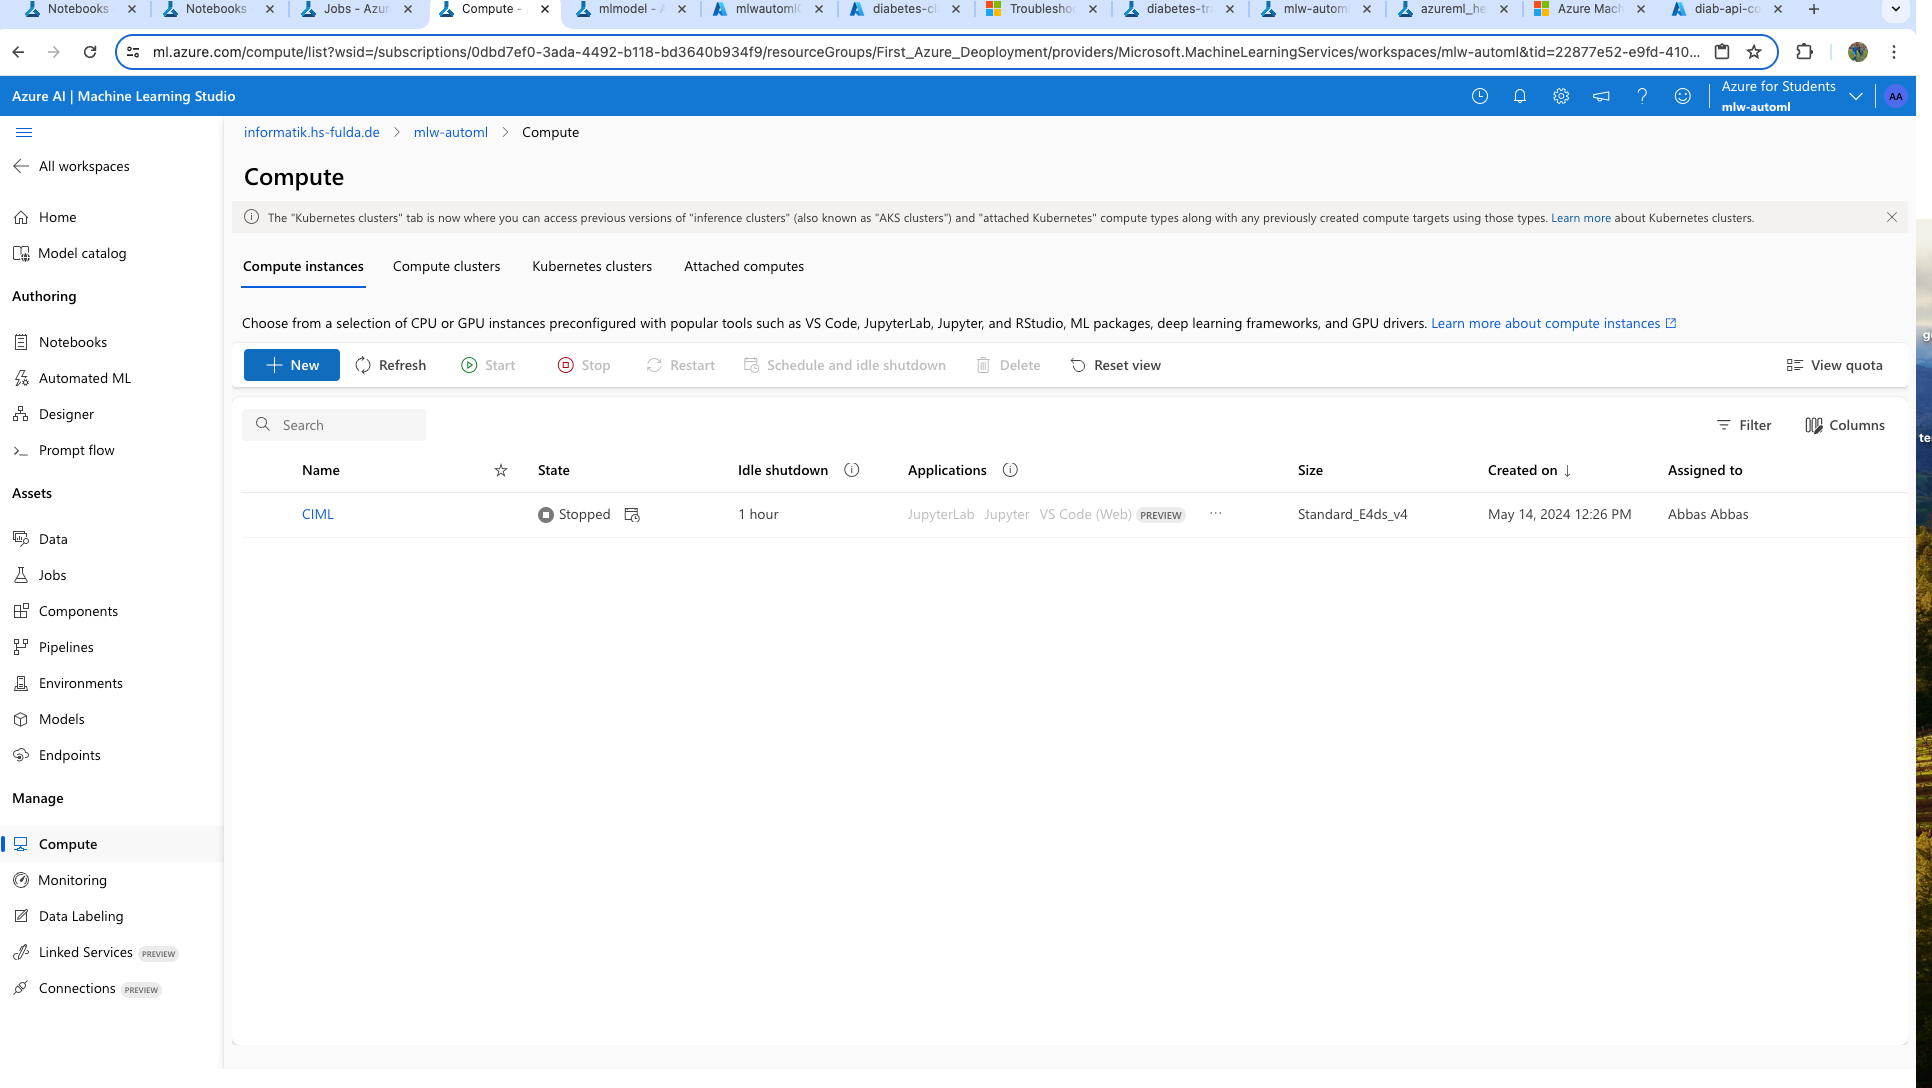 Notebooks
Notebooks
Jobs - Azur
Compute -
mlmodel - A
mlwautoml
diabetes-cl
Troubleshoo
diabetes-tra
mlw-automl
azureml_he
Azure Mach
diab-api-co
ml.azure.com/compute/list?wsid=/subscriptions/0dbd7ef0-3ada-4492-b118-bd3640b934f9/resourceGroups/First_Azure_Deoployment/providers/Microsoft.MachineLearningServices/workspaces/mlw-automl&tid=22877e52-e9fd-410...
Azure AI | Machine Learning Studio
Azure for Students
mlw-automl
AA
informatik.hs-fulda.de > mlw-automl > Compute
All workspaces
Home
Model catalog
Authoring
Notebooks
Automated ML
Designer
Prompt flow
Assets
Data
Jobs
Components
Pipelines
Environments
Models
Endpoints
Manage
Compute
Monitoring
Data Labeling
Linked Services PREVIEW
Connections PREVIEW
Compute
The "Kubernetes clusters" tab is now where you can access previous versions of "inference clusters" (also known as "AKS clusters") and "attached Kubernetes" compute types along with any previously created compute targets using those types. Learn more about Kubernetes clusters.
Compute instances Compute clusters Kubernetes clusters Attached computes
Choose from a selection of CPU or GPU instances preconfigured with popular tools such as VS Code, JupyterLab, Jupyter, and RStudio, ML packages, deep learning frameworks, and GPU drivers. Learn more about compute instances
New Refresh Start Stop Restart Schedule and idle shutdown Delete Reset view View quota
Search Filter Columns
Name State Idle shutdown Applications Size Created on ↓ Assigned to
CIML Stopped 1 hour JupyterLab Jupyter VS Code (Web) PREVIEW ... Standard_E4ds_v4 May 14, 2024 12:26 PM Abbas Abbas